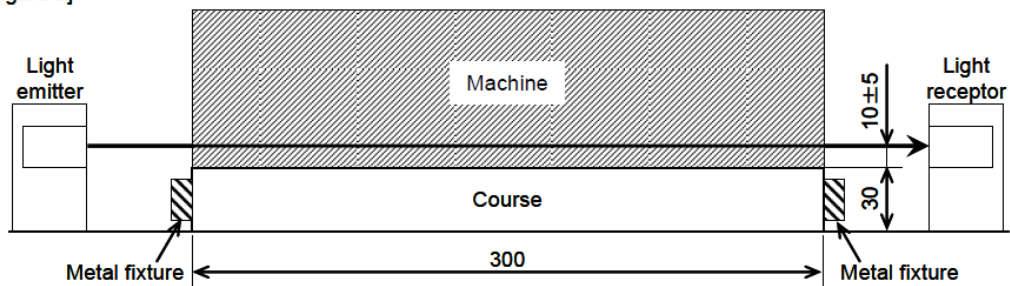 Light
emitter
Machine
Light
receptor
10±5
Course
30
Metal fixture
300
Metal fixture